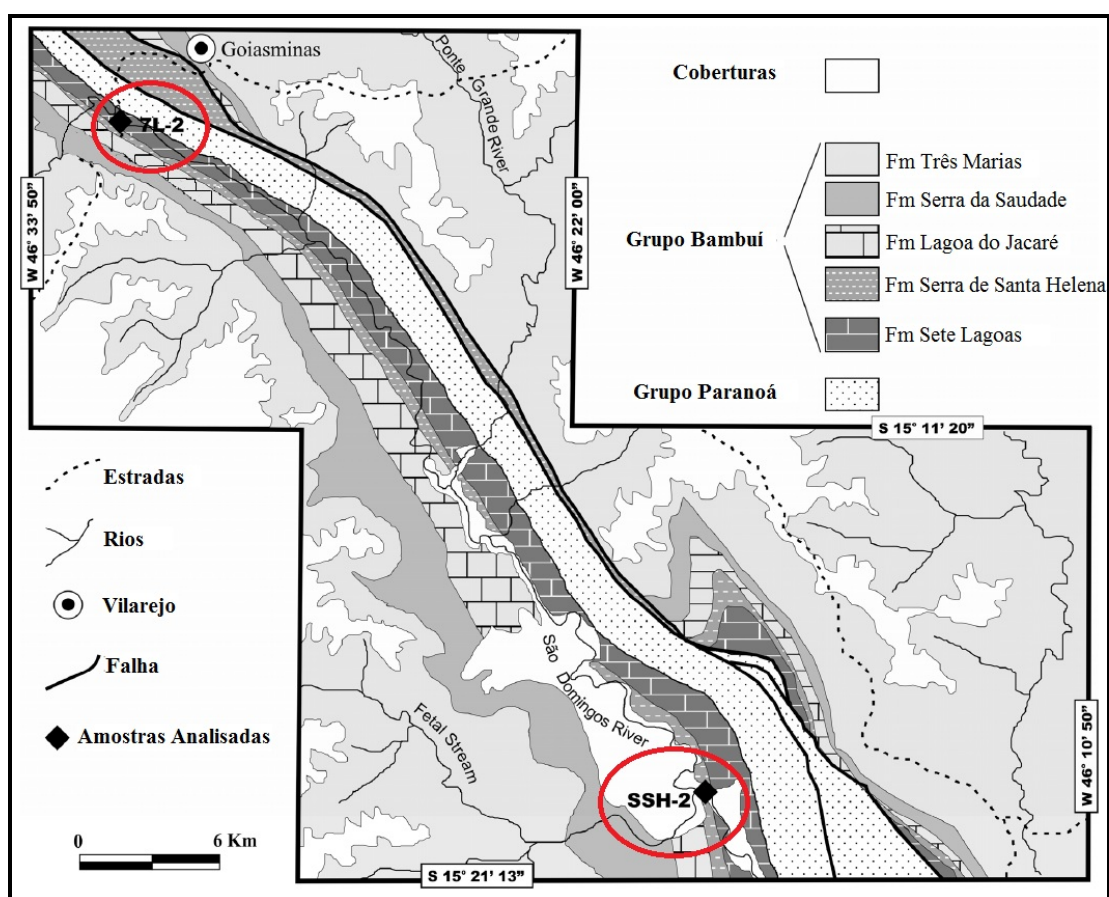 Goiasminas
Ponte Grande River
7L-2
W 46° 33' 50"
W 46° 22' 00"
Coberturas
Grupo Bambuí
Fm Três Marias
Fm Serra da Saudade
Fm Lagoa do Jacaré
Fm Serra de Santa Helena
Fm Sete Lagoas
Grupo Paranoá
S 15° 11' 20"
Estradas
Rios
Vilarejo
Falha
Amostras Analisadas
0 6 Km
São Domingos River
Fetal Stream
SSH-2
W 46° 10' 50"
S 15° 21' 13"